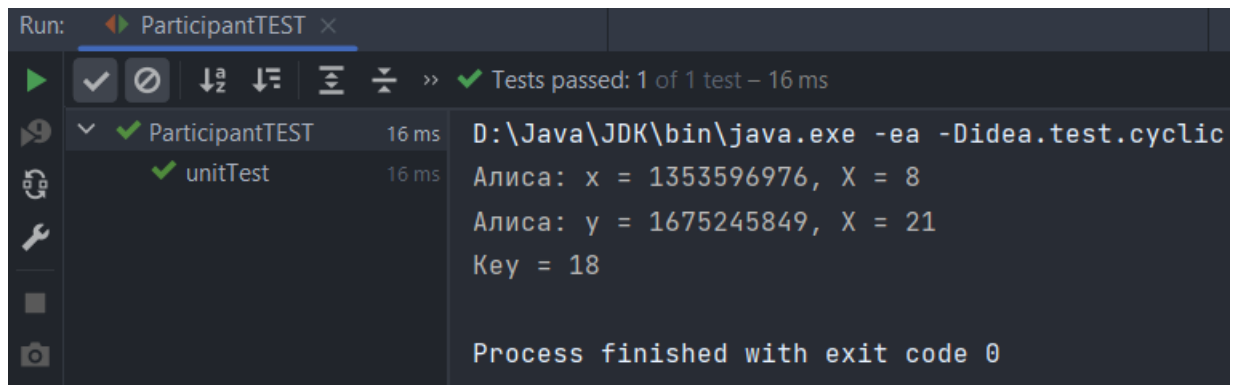 Run: ParticipantTEST
Tests passed: 1 of 1 test – 16 ms
ParticipantTEST 16 ms
unitTest 16 ms
D:\Java\JDK\bin\java.exe -ea -Didea.test.cyclic
Алиса: x = 1353596976, X = 8
Алиса: y = 1675245849, X = 21
Key = 18
Process finished with exit code 0